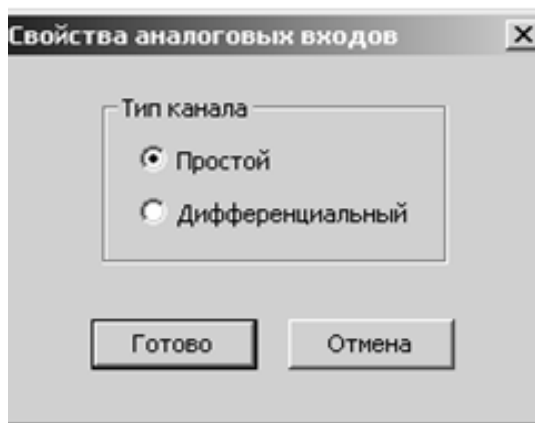 Свойства аналоговых входов
Тип канала
Простой
Дифференциальный
Готово
Отмена